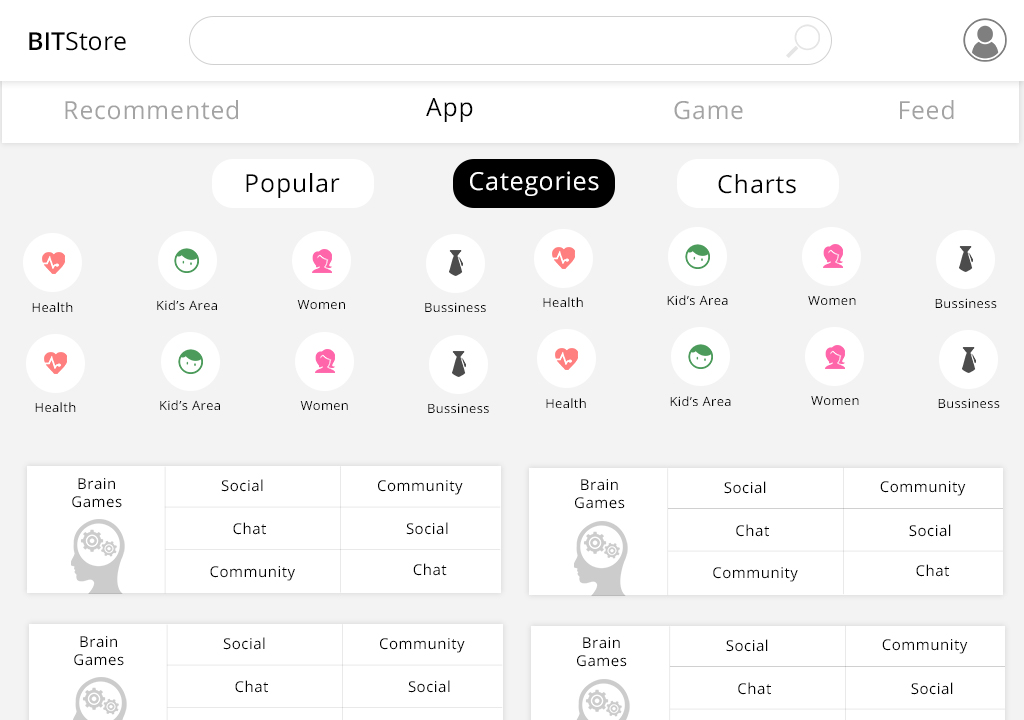 BITStore
Recommented App Game Feed
Popular Categories Charts
Health Kid's Area Women Bussiness Health Kid's Area Women Bussiness
Health Kid's Area Women Bussiness Health Kid's Area Women Bussiness
Brain
Games
Social Community
Chat Social
Community Chat
Brain
Games
Social Community
Chat Social
Community Chat
Brain
Games
Social Community
Chat Social
Brain
Games
Social Community
Chat Social